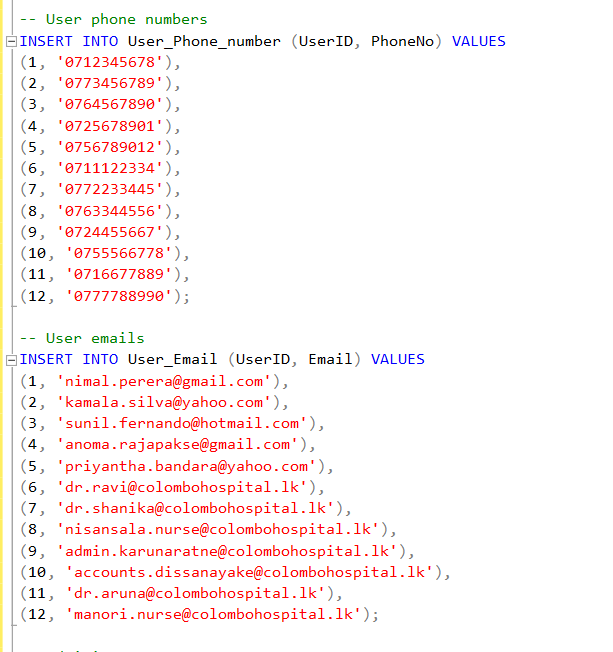 -- User phone numbers
INSERT INTO User_Phone_number (UserID, PhoneNo) VALUES
(1, '0712345678'),
(2, '0773456789'),
(3, '0764567890'),
(4, '0725678901'),
(5, '0756789012'),
(6, '0711122334'),
(7, '0772233445'),
(8, '0763344556'),
(9, '0724455667'),
(10, '0755566778'),
(11, '0716677889'),
(12, '0777788990');
-- User emails
INSERT INTO User_Email (UserID, Email) VALUES
(1, 'nimal.perera@gmail.com'),
(2, 'kamala.silva@yahoo.com'),
(3, 'sunil.fernando@hotmail.com'),
(4, 'anoma.rajapakse@gmail.com'),
(5, 'priyantha.bandara@yahoo.com'),
(6, 'dr.ravi@colombohospital.lk'),
(7, 'dr.shanika@colombohospital.lk'),
(8, 'nisansala.nurse@colombohospital.lk'),
(9, 'admin.karunaratne@colombohospital.lk'),
(10, 'accounts.dissanayake@colombohospital.lk'),
(11, 'dr.aruna@colombohospital.lk'),
(12, 'manori.nurse@colombohospital.lk');